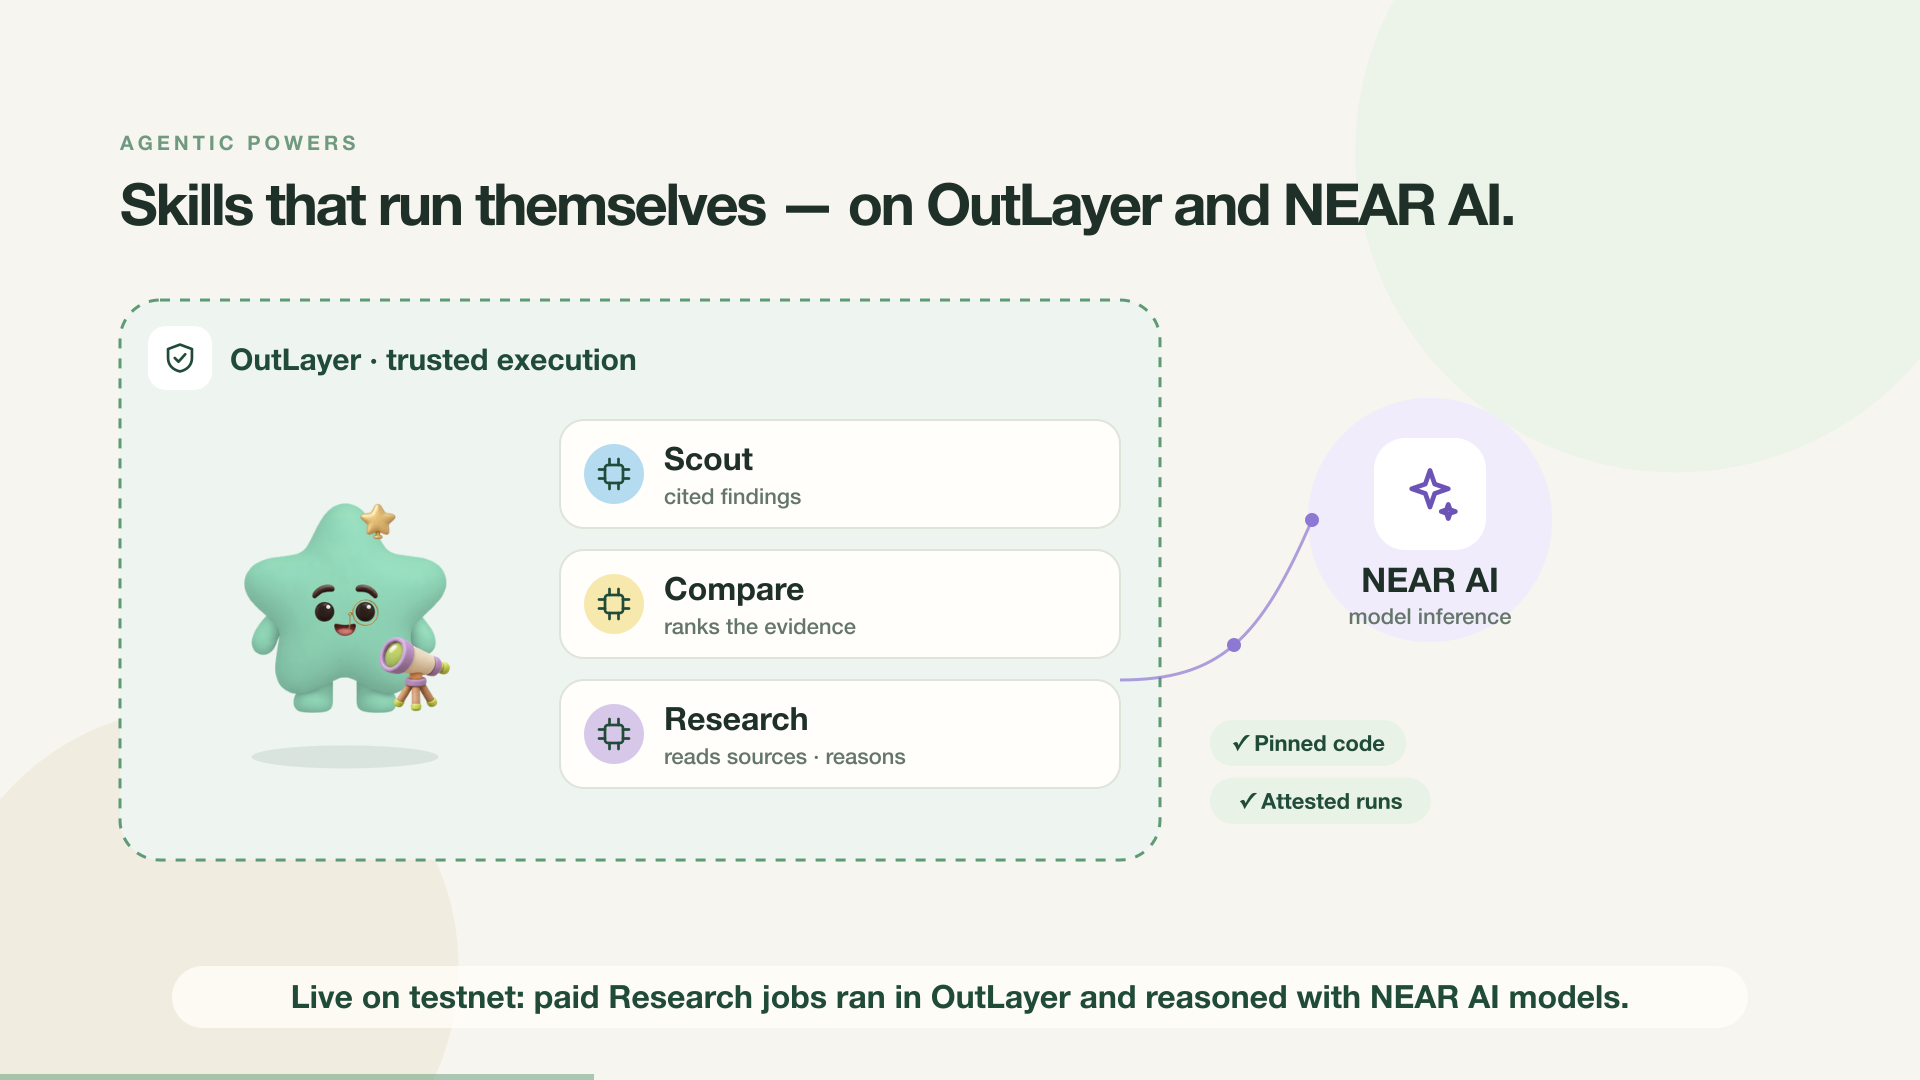 AGENTIC POWERS
Skills that run themselves — on OutLayer and NEAR AI.
OutLayer · trusted execution
Scout
cited findings
Compare
ranks the evidence
Research
reads sources · reasons
NEAR AI
model inference
✓ Pinned code
✓ Attested runs
Live on testnet: paid Research jobs ran in OutLayer and reasoned with NEAR AI models.